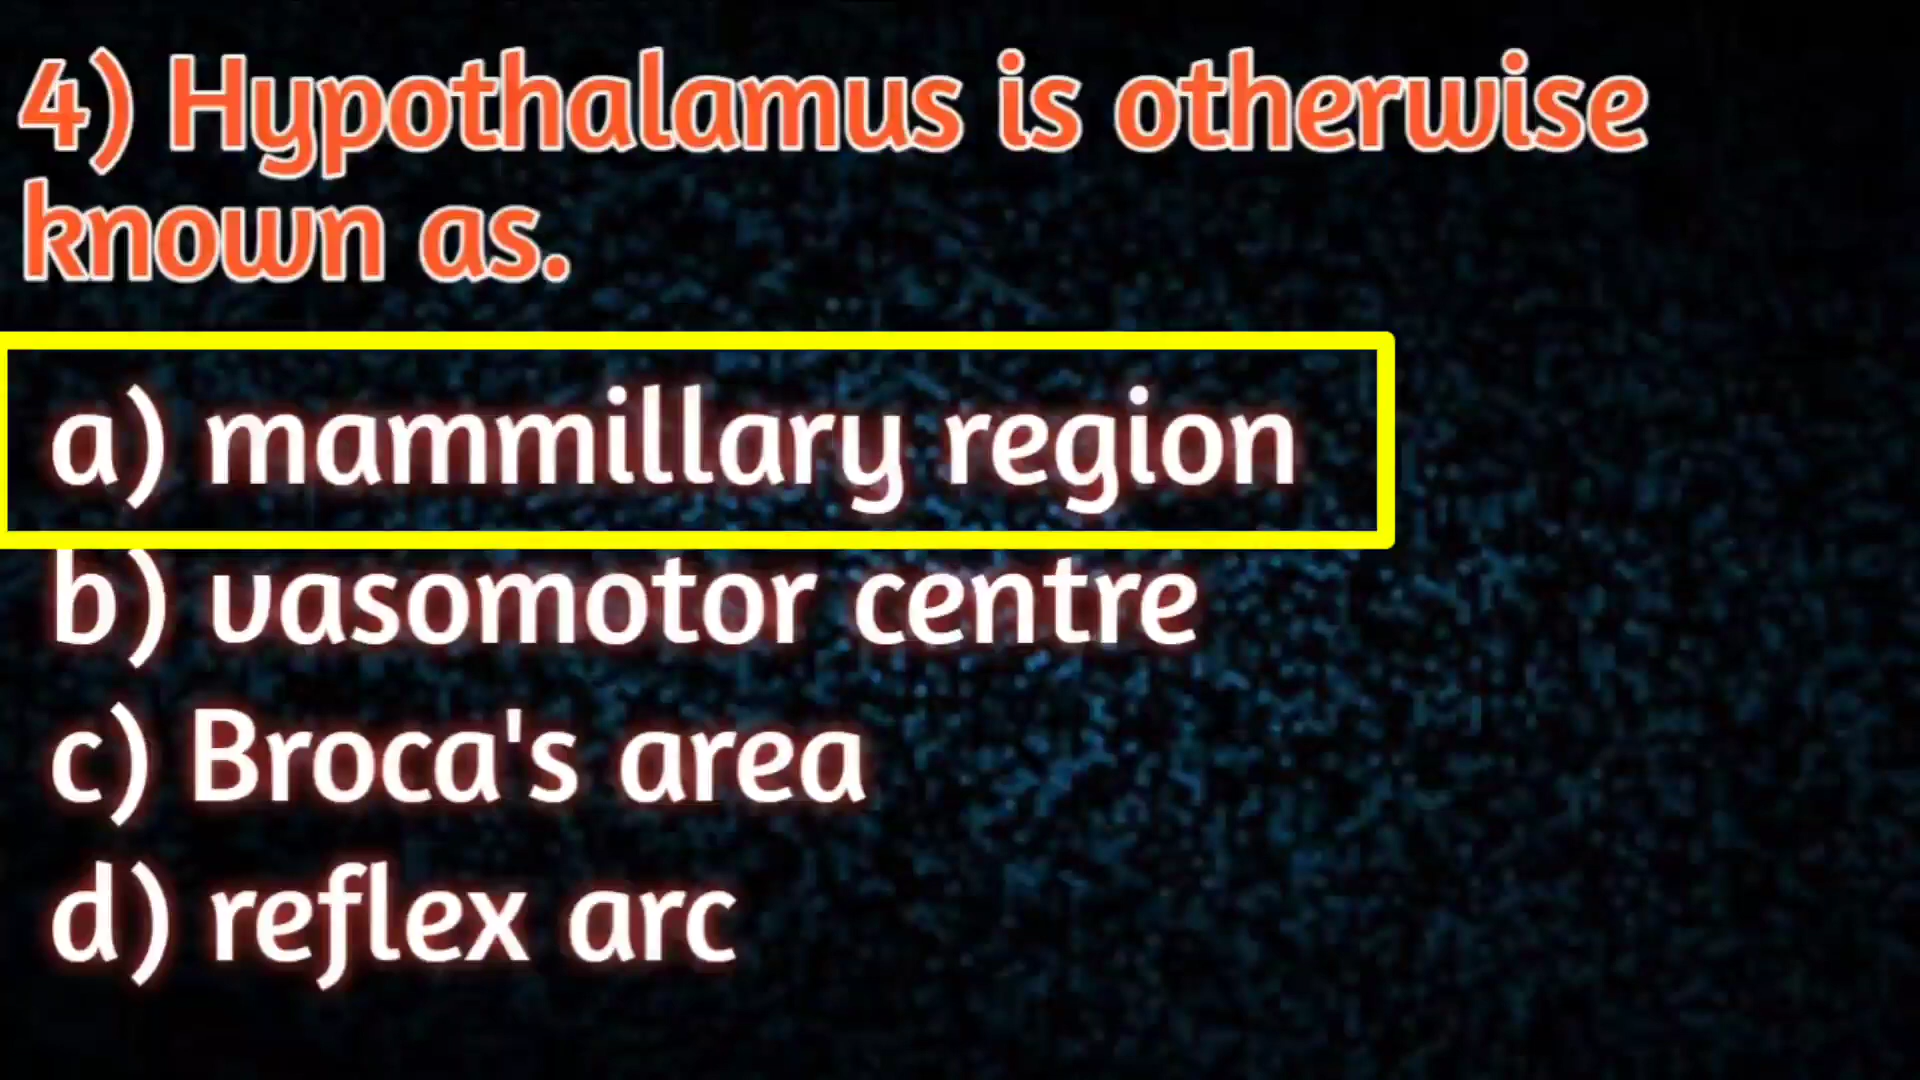 4) Hypothalamus is otherwise
known as.
a) mammillary region
b) vasomotor centre
c) Broca's area
d) reflex arc